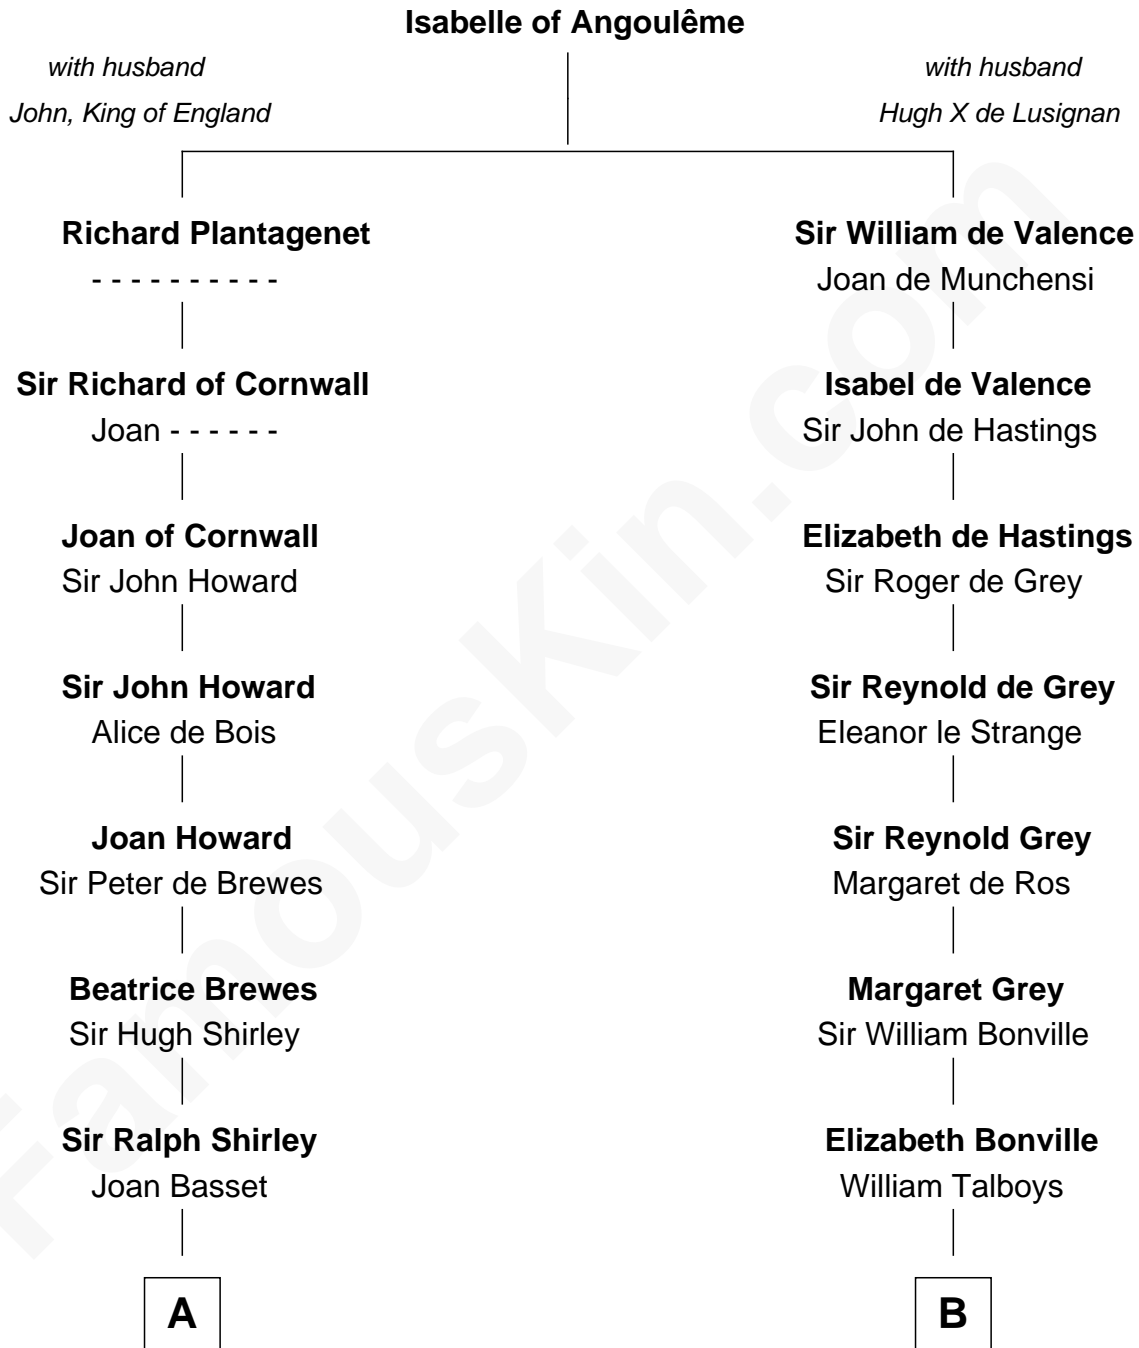 Isabelle of Angoulême
with husband
John, King of England
with husband
Hugh X de Lusignan
Richard Plantagenet
- - - - - - - - - -
Sir William de Valence
Joan de Munchensi
Sir Richard of Cornwall
Joan - - - - - -
Isabel de Valence
Sir John de Hastings
Joan of Cornwall
Sir John Howard
Elizabeth de Hastings
Sir Roger de Grey
Sir John Howard
Alice de Bois
Sir Reynold de Grey
Eleanor le Strange
Joan Howard
Sir Peter de Brewes
Sir Reynold Grey
Margaret de Ros
Beatrice Brewes
Sir Hugh Shirley
Margaret Grey
Sir William Bonville
Sir Ralph Shirley
Joan Basset
Elizabeth Bonville
William Talboys
A
B
FamousKin.com